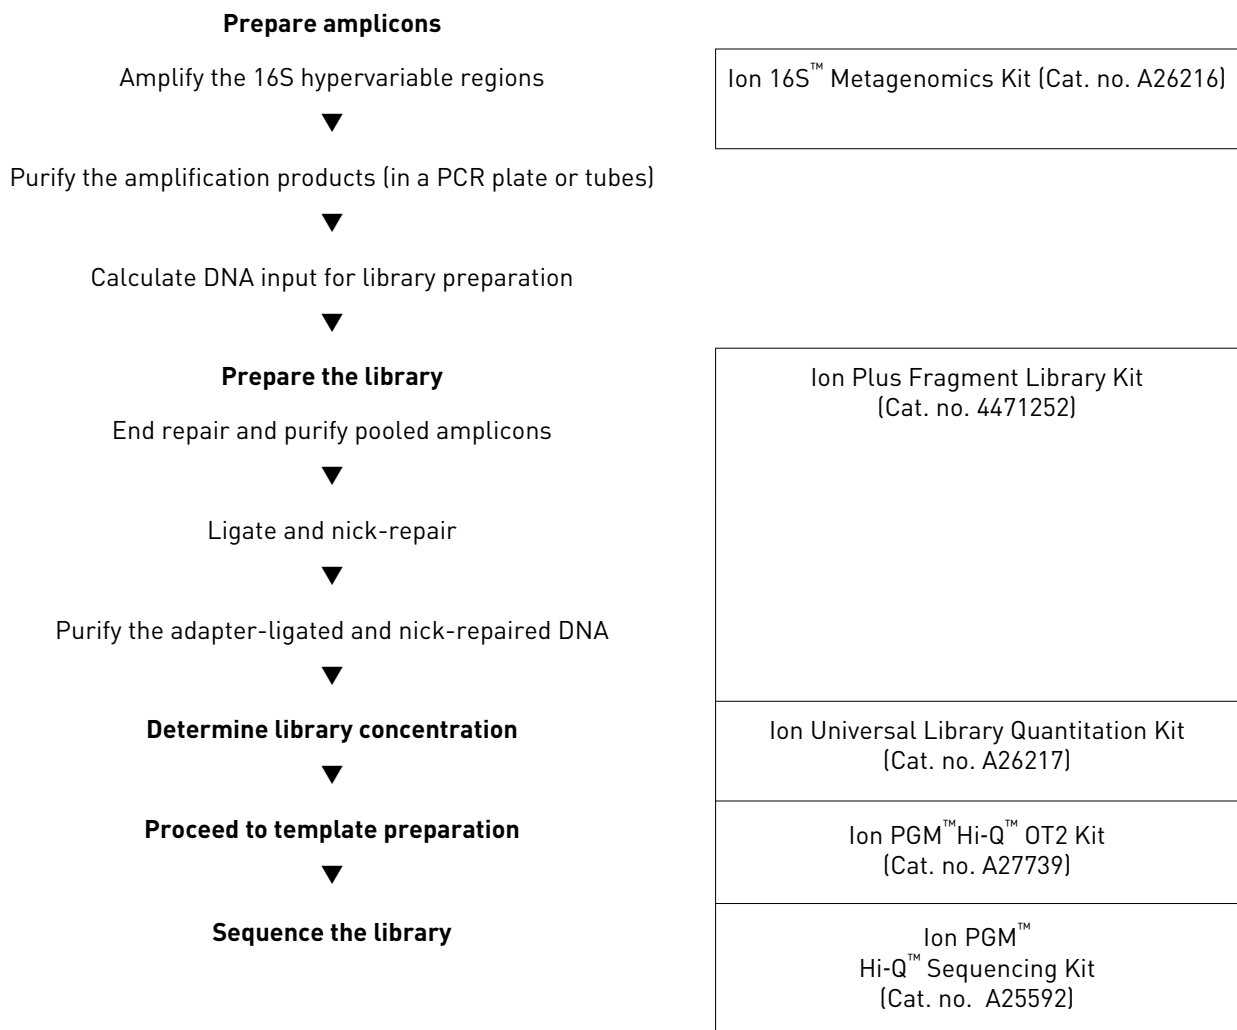 Prepare amplicons
Amplify the 16S hypervariable regions
Ion 16S™ Metagenomics Kit (Cat. no. A26216)
▼
Purify the amplification products (in a PCR plate or tubes)
▼
Calculate DNA input for library preparation
▼
Prepare the library
Ion Plus Fragment Library Kit
(Cat. no. 4471252)
End repair and purify pooled amplicons
▼
Ligate and nick-repair
▼
Purify the adapter-ligated and nick-repaired DNA
▼
Determine library concentration
Ion Universal Library Quantitation Kit
(Cat. no. A26217)
▼
Proceed to template preparation
Ion PGM™Hi-Q™ OT2 Kit
(Cat. no. A27739)
▼
Sequence the library
Ion PGM™
Hi-Q™ Sequencing Kit
(Cat. no. A25592)